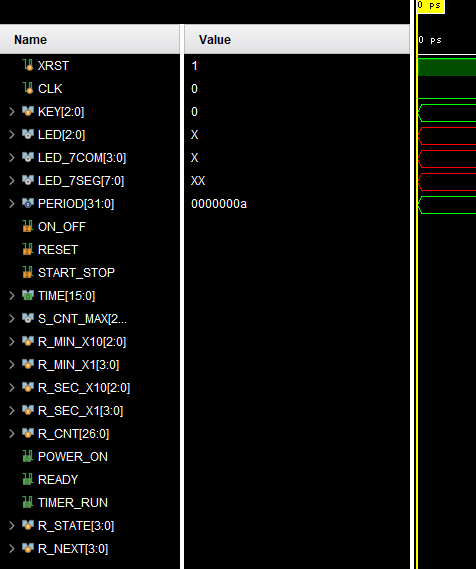 0 ps
Name Value
0 ps
XRST 1
CLK 0
KEY[2:0] 0
LED[2:0] X
LED_7COM[3:0] X
LED_7SEG[7:0] XX
PERIOD[31:0] 0000000a
ON_OFF
RESET
START_STOP
TIME[15:0]
S_CNT_MAX[2...
R_MIN_X10[2:0]
R_MIN_X1[3:0]
R_SEC_X10[2:0]
R_SEC_X1[3:0]
R_CNT[26:0]
POWER_ON
READY
TIMER_RUN
R_STATE[3:0]
R_NEXT[3:0]